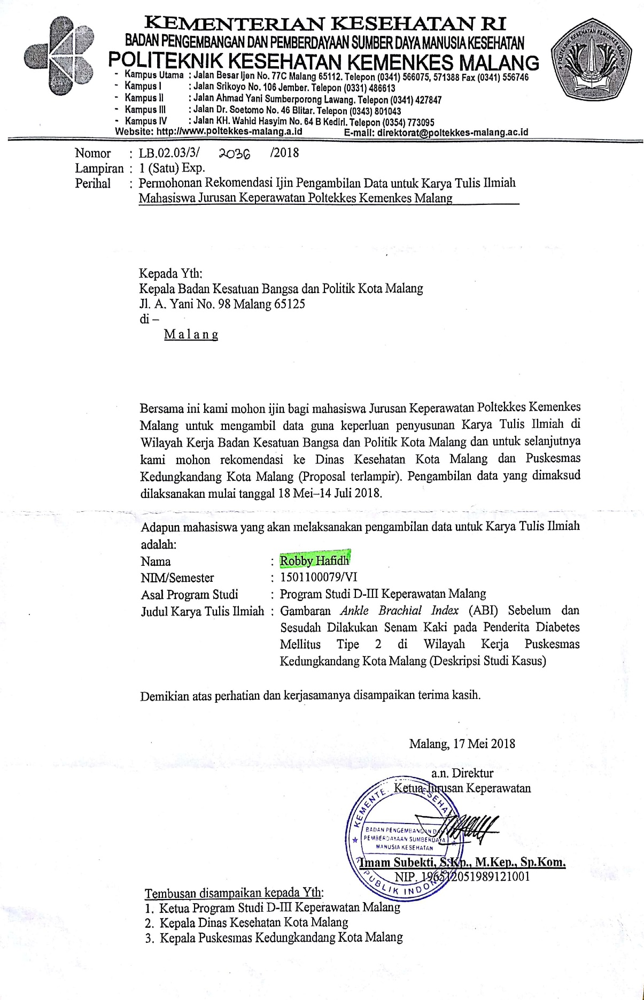 KEMENTERIAN KESEHATAN RI
BADAN PENGEMBANGAN DAN PEMBERDAYAAN SUMBER DAYA MANUSIA KESEHATAN
POLITEKNIK KESEHATAN KEMENKES MALANG
- Kampus Utama : Jalan Besar Ijen No. 77C Malang 65112. Telepon (0341) 566075, 571388 Fax (0341) 556746
- Kampus I : Jalan Srikoyo No. 106 Jember. Telepon (0331) 486613
- Kampus II : Jalan Ahmad Yani Sumberporong Lawang. Telepon (0341) 427847
- Kampus III : Jalan Dr. Soetomo No. 46 Blitar. Telepon (0343) 801043
- Kampus IV : Jalan KH. Wahid Hasyim No. 64 B Kediri. Telepon (0354) 773095
Website: http://www.poltekkes-malang.a.id E-mail: direktorat@poltekkes-malang.ac.id
POLITEKNIK KESEHATAN KEMENKES MALANG
Nomor : LB.02.03/3/ 2036 /2018
Lampiran : 1 (Satu) Exp.
Perihal : Permohonan Rekomendasi Ijin Pengambilan Data untuk Karya Tulis Ilmiah
Mahasiswa Jurusan Keperawatan Poltekkes Kemenkes Malang
Kepada Yth:
Kepala Badan Kesatuan Bangsa dan Politik Kota Malang
Jl. A. Yani No. 98 Malang 65125
di –
Malang
Bersama ini kami mohon ijin bagi mahasiswa Jurusan Keperawatan Poltekkes Kemenkes
Malang untuk mengambil data guna keperluan penyusunan Karya Tulis Ilmiah di
Wilayah Kerja Badan Kesatuan Bangsa dan Politik Kota Malang dan untuk selanjutnya
kami mohon rekomendasi ke Dinas Kesehatan Kota Malang dan Puskesmas
Kedungkandang Kota Malang (Proposal terlampir). Pengambilan data yang dimaksud
dilaksanakan mulai tanggal 18 Mei–14 Juli 2018.
Adapun mahasiswa yang akan melaksanakan pengambilan data untuk Karya Tulis Ilmiah
adalah:
Nama : Robby Hafidh
NIM/Semester : 1501100079/VI
Asal Program Studi : Program Studi D-III Keperawatan Malang
Judul Karya Tulis Ilmiah : Gambaran Ankle Brachial Index (ABI) Sebelum dan
Sesudah Dilakukan Senam Kaki pada Penderita Diabetes
Mellitus Tipe 2 di Wilayah Kerja Puskesmas
Kedungkandang Kota Malang (Deskripsi Studi Kasus)
Demikian atas perhatian dan kerjasamanya disampaikan terima kasih.
Malang, 17 Mei 2018
a.n. Direktur
Ketua Jurusan Keperawatan
BADAN PENGEMBANGAN DAN
PEMBERDAYAAN SUMBERDAYA
MANUSIA KESEHATAN
Imam Subekti, S.Kp., M.Kep., Sp.Kom.
NIP. 196512051989121001
Tembusan disampaikan kepada Yth:
1. Ketua Program Studi D-III Keperawatan Malang
2. Kepala Dinas Kesehatan Kota Malang
3. Kepala Puskesmas Kedungkandang Kota Malang